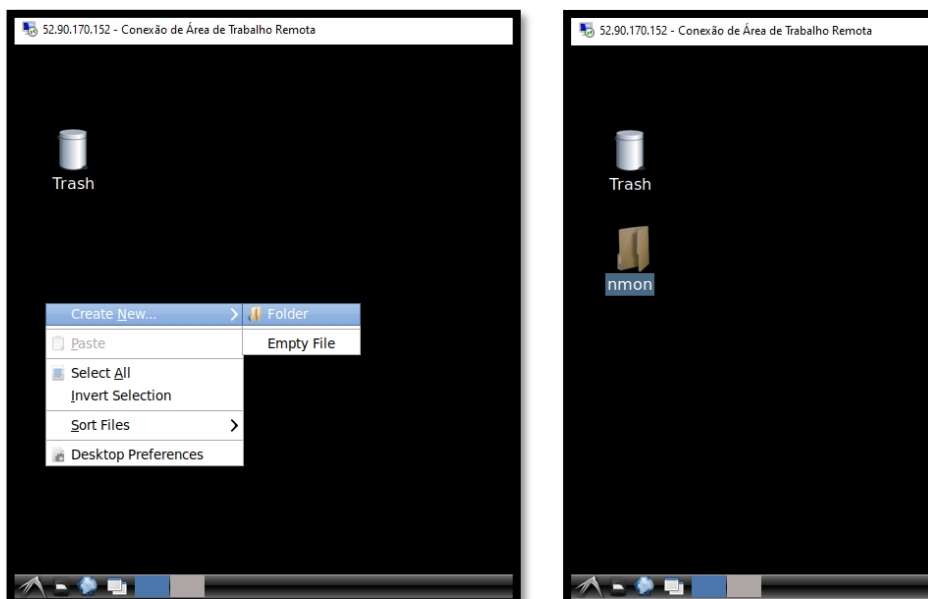 52.90.170.152 - Conexão de Área de Trabalho Remota
Trash
Create New...
Folder
Empty File
Paste
Select All
Invert Selection
Sort Files
Desktop Preferences
52.90.170.152 - Conexão de Área de Trabalho Remota
Trash
nmon